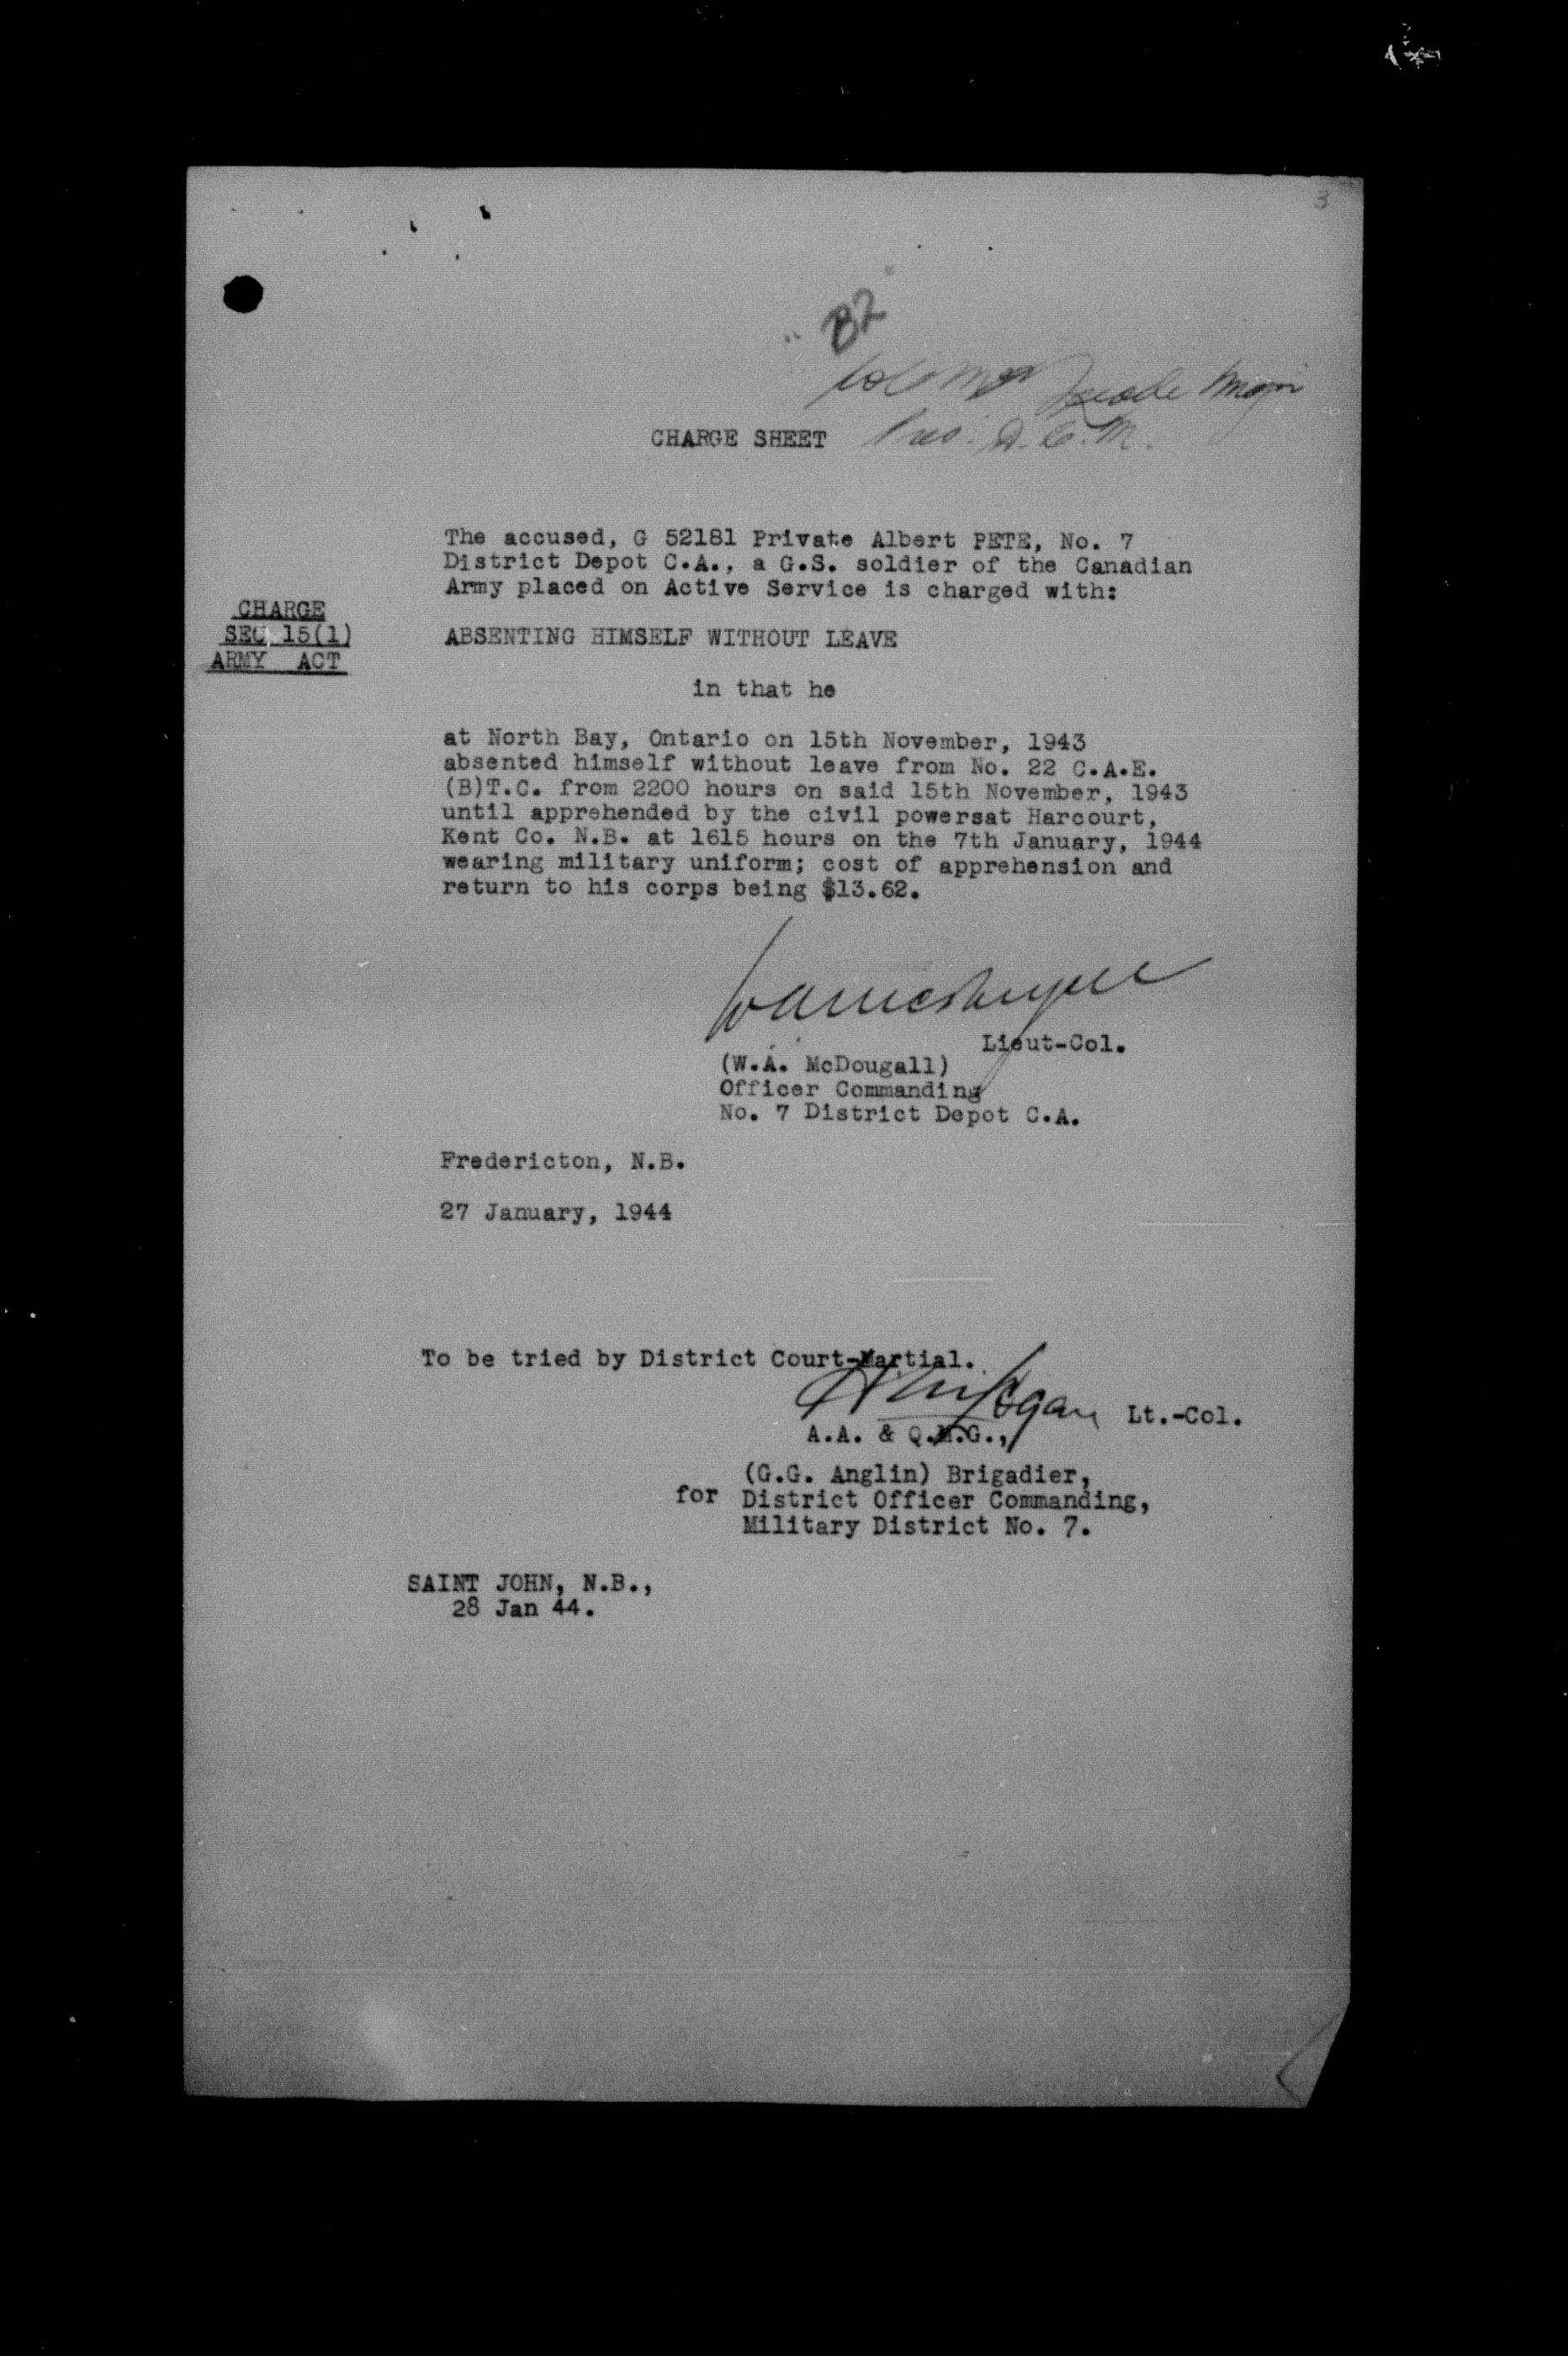 3
B2
CHARGE SHEET Pres. D.C.M.
The accused, G 52181 Private Albert PETE, No. 7
District Depot C.A., a G.S. soldier of the Canadian
Army placed on Active Service is charged with:
CHARGE
SEC 15(1)
ARMY ACT
ABSENTING HIMSELF WITHOUT LEAVE
in that he
at North Bay, Ontario on 15th November, 1943
absented himself without leave from No. 22 C.A.E.
(B)T.C. from 2200 hours on said 15th November, 1943
until apprehended by the civil powersat Harcourt,
Kent Co. N.B. at 1615 hours on the 7th January, 1944
wearing military uniform; cost of apprehension and
return to his corps being $13.62.
Lieut-Col.
(W.A. McDougall)
Officer Commanding
No. 7 District Depot C.A.
Fredericton, N.B.
27 January, 1944
To be tried by District Court-Martial.
Lt.-Col.
A.A. & Q.M.G.,
(G.G. Anglin) Brigadier,
for District Officer Commanding,
Military District No. 7.
SAINT JOHN, N.B.,
28 Jan 44.